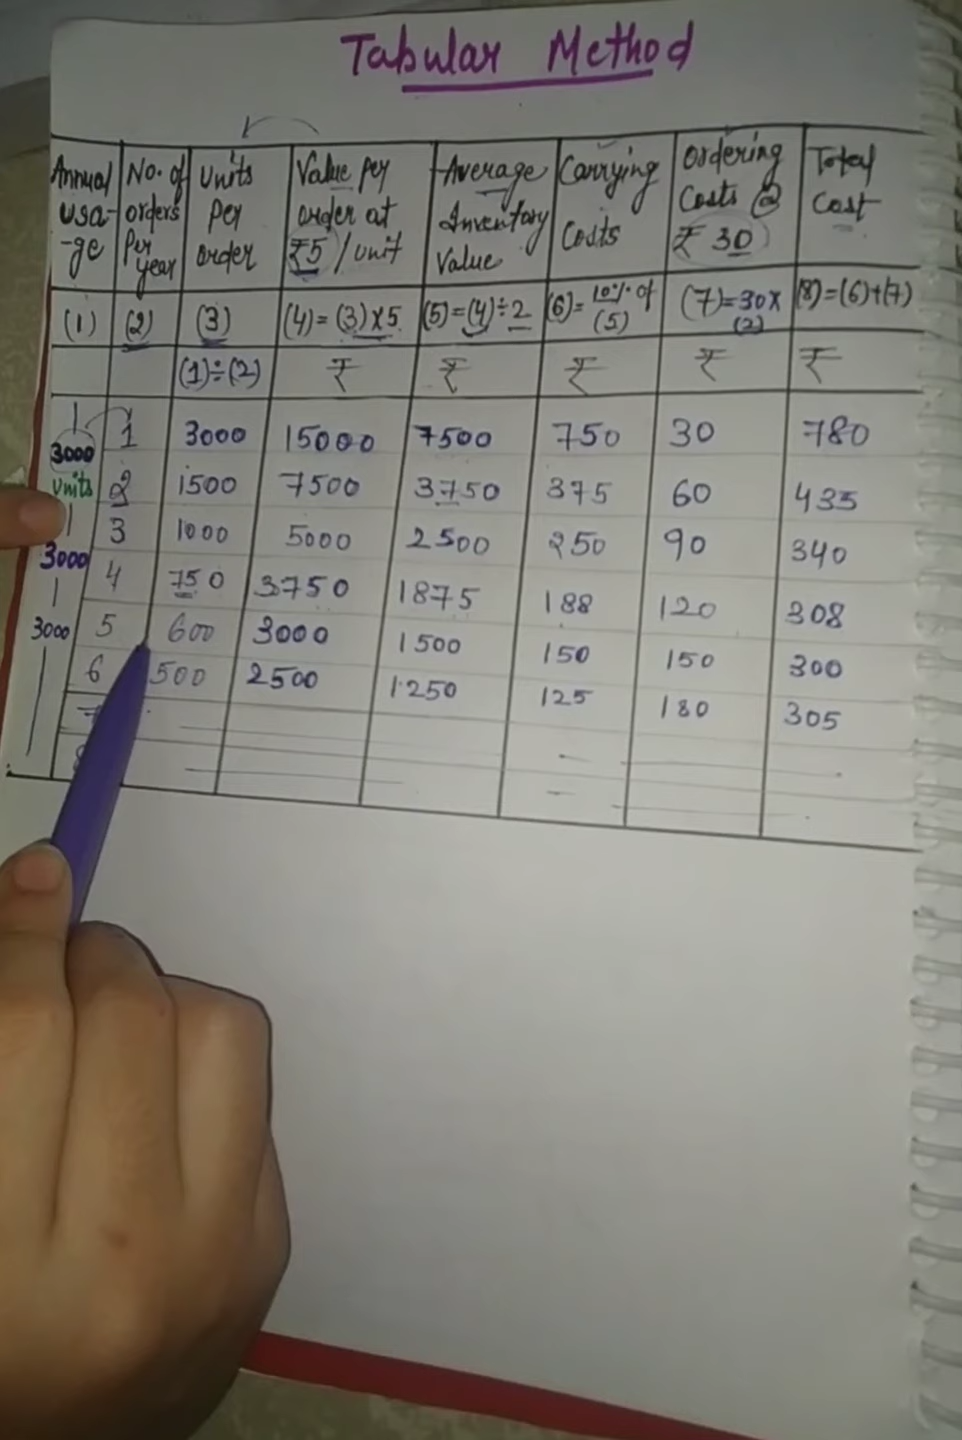 Tabular Method
Annual usa-ge | No. of orders Per year | Units Per order | Value per order at ₹5/unit | Average Inventory Value | Carrying Costs | Ordering Costs @ ₹ 30 | Total Cost
(1) | (2) | (3) | (4) = (3) x 5 | (5) = (4) ÷ 2 | (6) = 10% of (5) | (7) = 30 x (2) | (8) = (6) + (7)
(1) ÷ (2) | ₹ | ₹ | ₹ | ₹ | ₹
3000 units | 1 | 3000 | 15000 | 7500 | 750 | 30 | 780
2 | 1500 | 7500 | 3750 | 375 | 60 | 435
3 | 1000 | 5000 | 2500 | 250 | 90 | 340
3000 | 4 | 750 | 3750 | 1875 | 188 | 120 | 308
3000 | 5 | 600 | 3000 | 1500 | 150 | 150 | 300
6 | 500 | 2500 | 1250 | 125 | 180 | 305
7